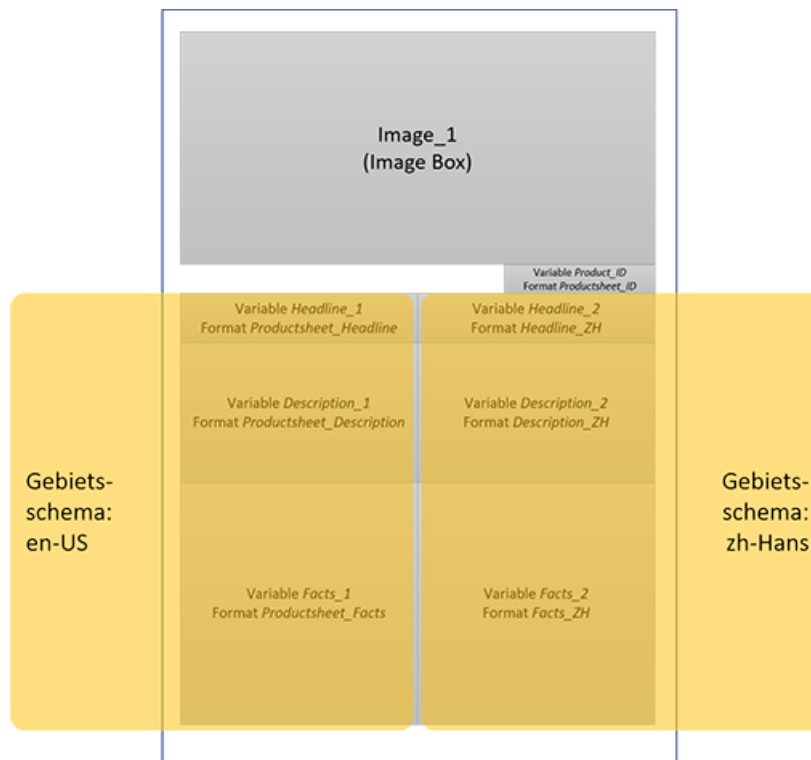 Image_1
(Image Box)
Variable Product_ID
Format Productsheet_ID
Variable Headline_1
Format Productsheet_Headline
Variable Headline_2
Format Headline_ZH
Variable Description_1
Format Productsheet_Description
Variable Description_2
Format Description_ZH
Gebiets-
schema:
en-US
Gebiets-
schema:
zh-Hans
Variable Facts_1
Format Productsheet_Facts
Variable Facts_2
Format Facts_ZH